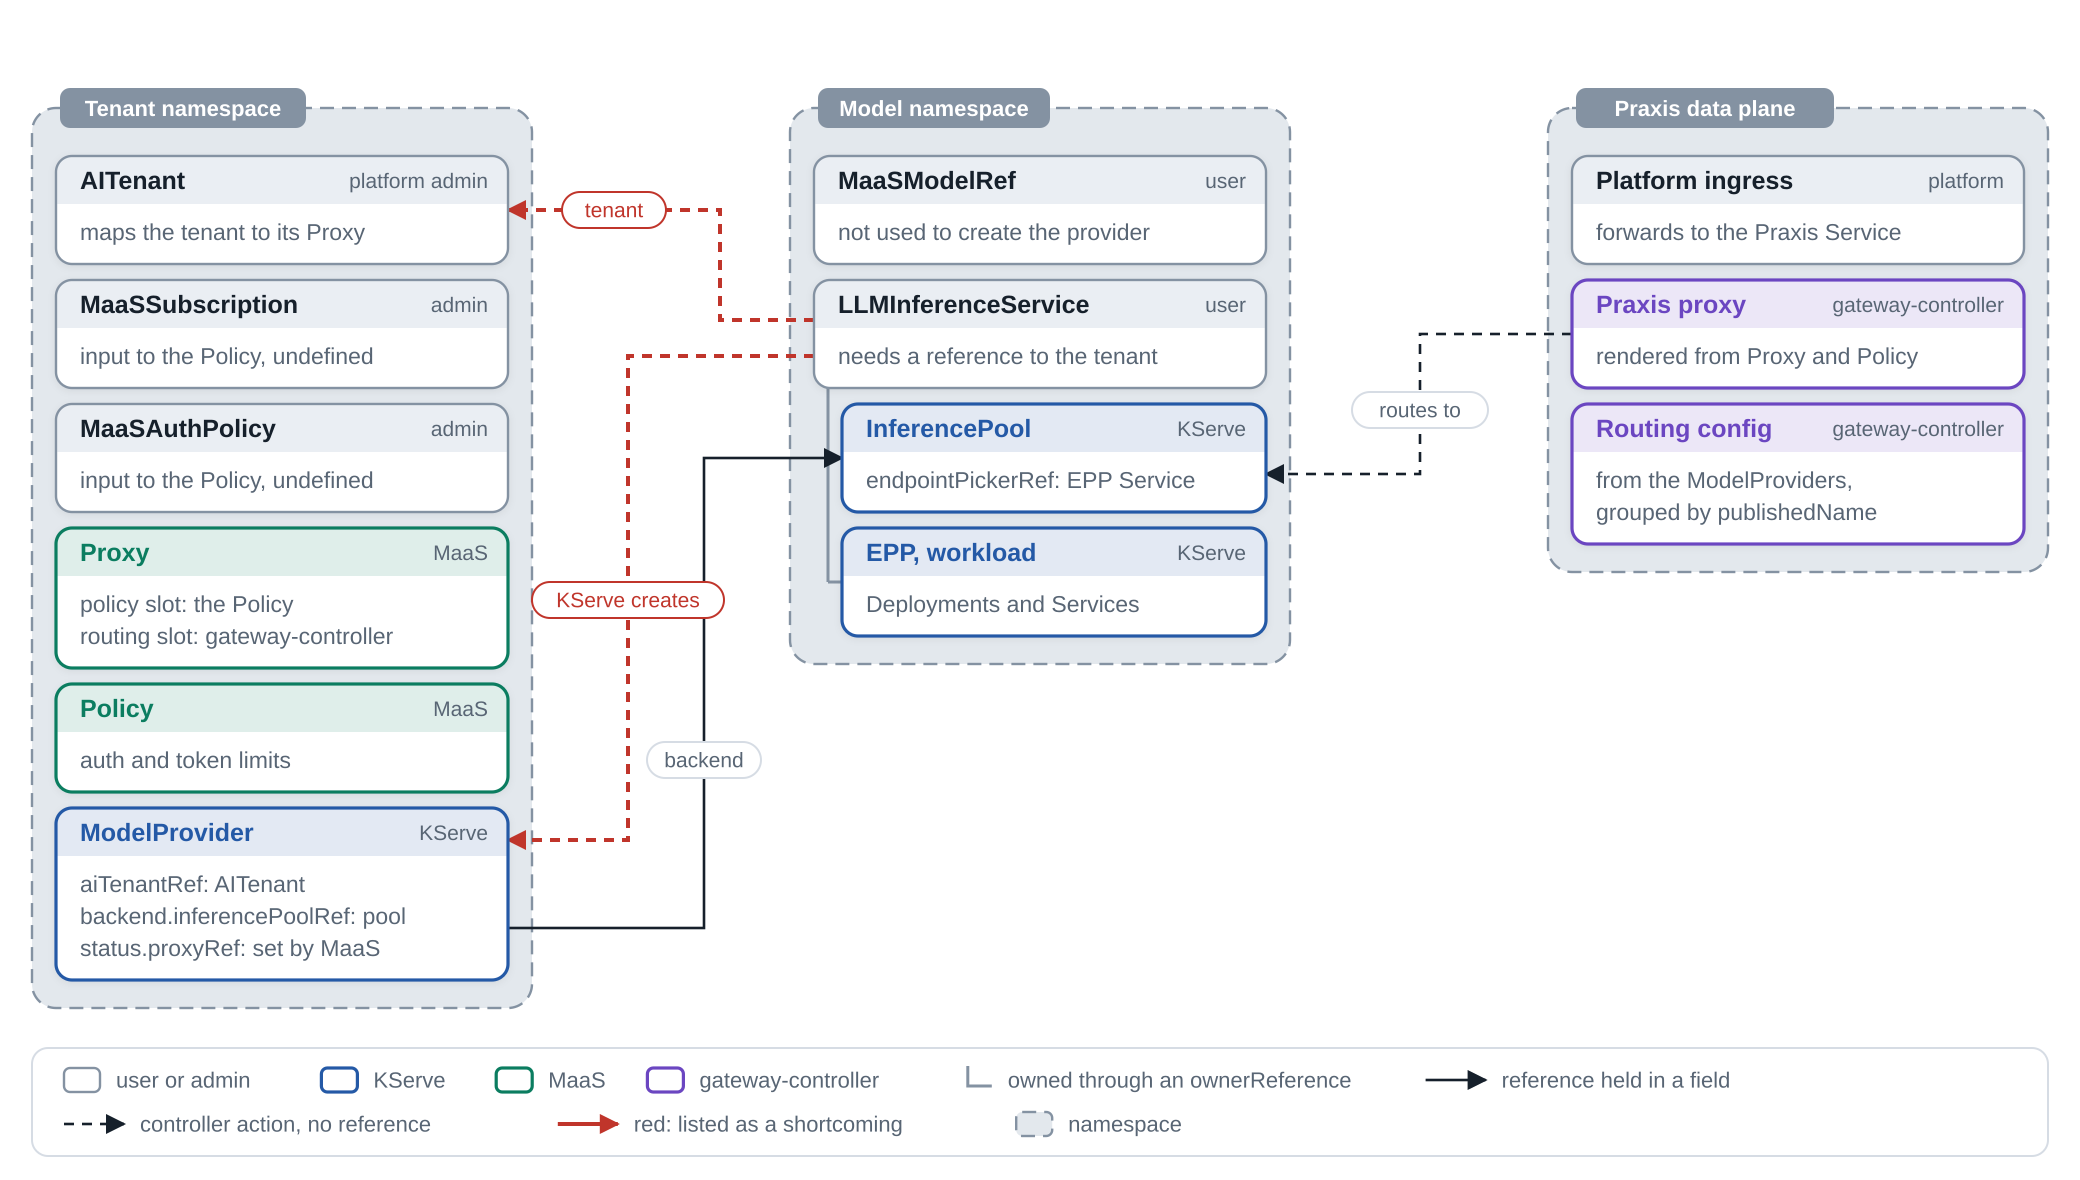 Tenant namespace
AITenant platform admin
maps the tenant to its Proxy
MaaSSubscription admin
input to the Policy, undefined
MaaSAuthPolicy admin
input to the Policy, undefined
Proxy MaaS
policy slot: the Policy
routing slot: gateway-controller
Policy MaaS
auth and token limits
ModelProvider KServe
aiTenantRef: AITenant
backend.inferencePoolRef: pool
status.proxyRef: set by MaaS
tenant
KServe creates
backend
Model namespace
MaaSModelRef user
not used to create the provider
LLMInferenceService user
needs a reference to the tenant
InferencePool KServe
endpointPickerRef: EPP Service
EPP, workload KServe
Deployments and Services
routes to
Praxis data plane
Platform ingress platform
forwards to the Praxis Service
Praxis proxy gateway-controller
rendered from Proxy and Policy
Routing config gateway-controller
from the ModelProviders,
grouped by publishedName
user or admin KServe MaaS gateway-controller owned through an ownerReference reference held in a field
controller action, no reference red: listed as a shortcoming namespace